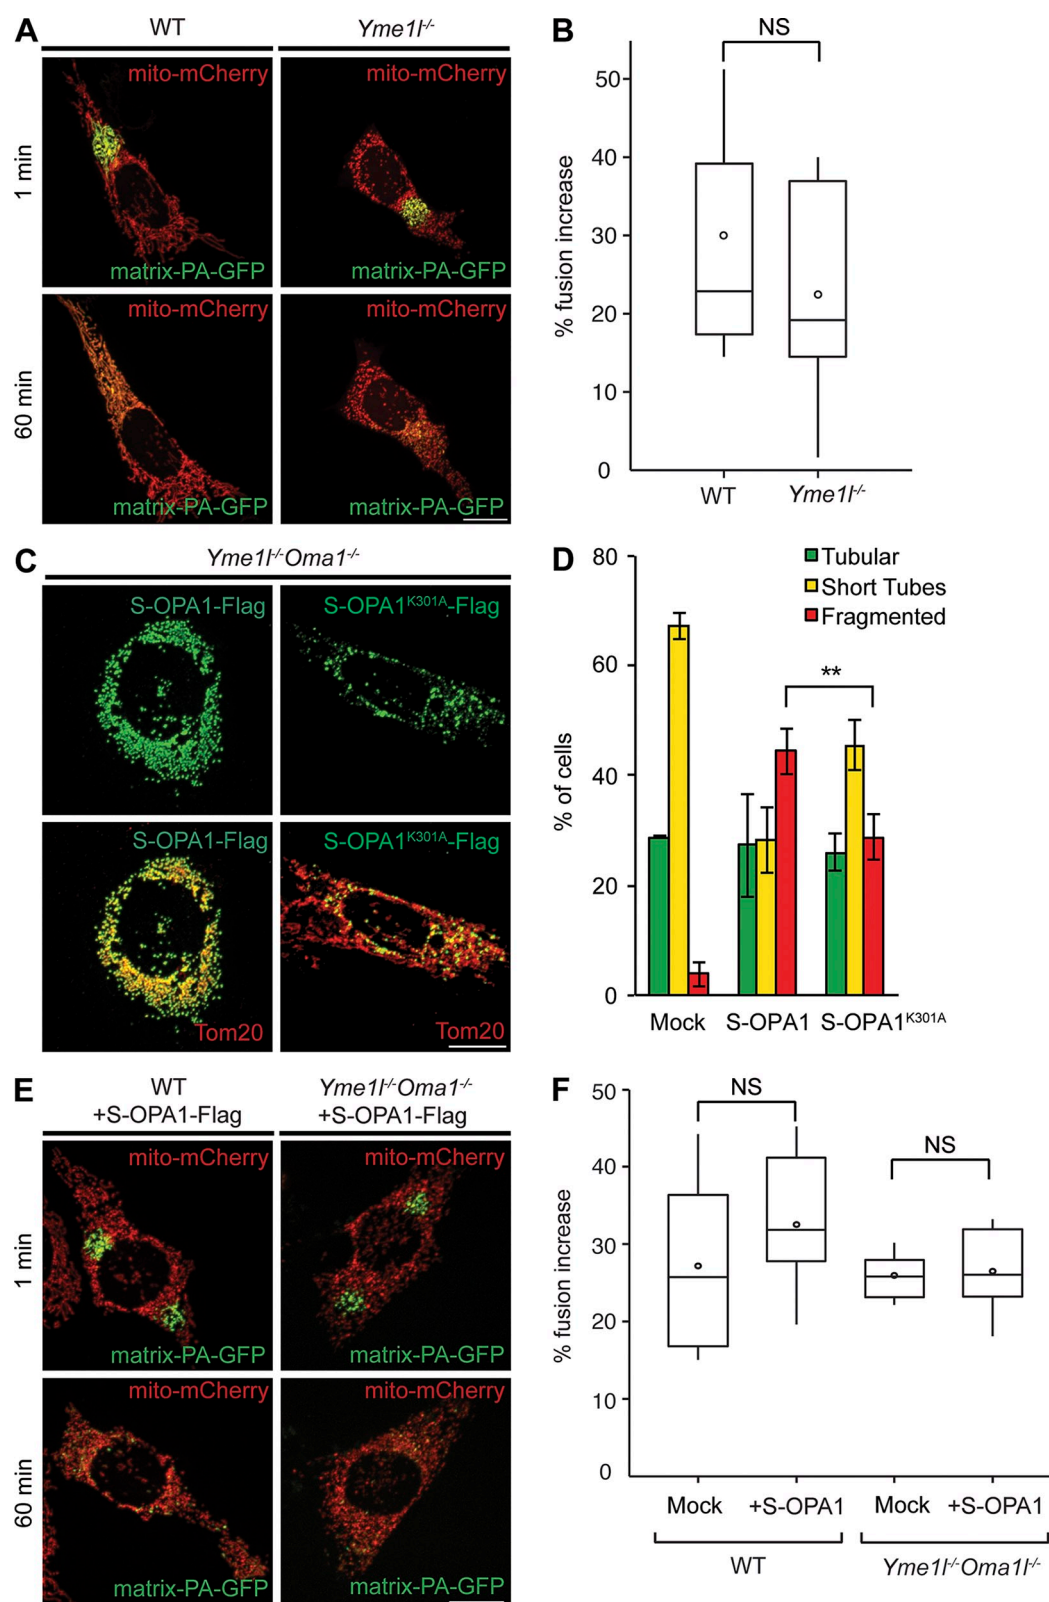 A
WT
Yme1l-/-
1 min
mito-mCherry
matrix-PA-GFP
mito-mCherry
matrix-PA-GFP
60 min
mito-mCherry
matrix-PA-GFP
mito-mCherry
matrix-PA-GFP
B
NS
% fusion increase
50
40
30
20
10
0
WT
Yme1l-/-
C
Yme1l-/-Oma1-/-
S-OPA1-Flag
S-OPA1K301A-Flag
S-OPA1-Flag
Tom20
S-OPA1K301A-Flag
Tom20
D
Tubular
Short Tubes
Fragmented
**
% of cells
80
60
40
20
0
Mock
S-OPA1
S-OPA1K301A
E
WT
+S-OPA1-Flag
Yme1l-/-Oma1-/-
+S-OPA1-Flag
1 min
mito-mCherry
matrix-PA-GFP
mito-mCherry
matrix-PA-GFP
60 min
mito-mCherry
matrix-PA-GFP
mito-mCherry
matrix-PA-GFP
F
NS
NS
% fusion increase
50
40
30
20
10
0
Mock
+S-OPA1
Mock
+S-OPA1
WT
Yme1l-/-Oma1l-/-